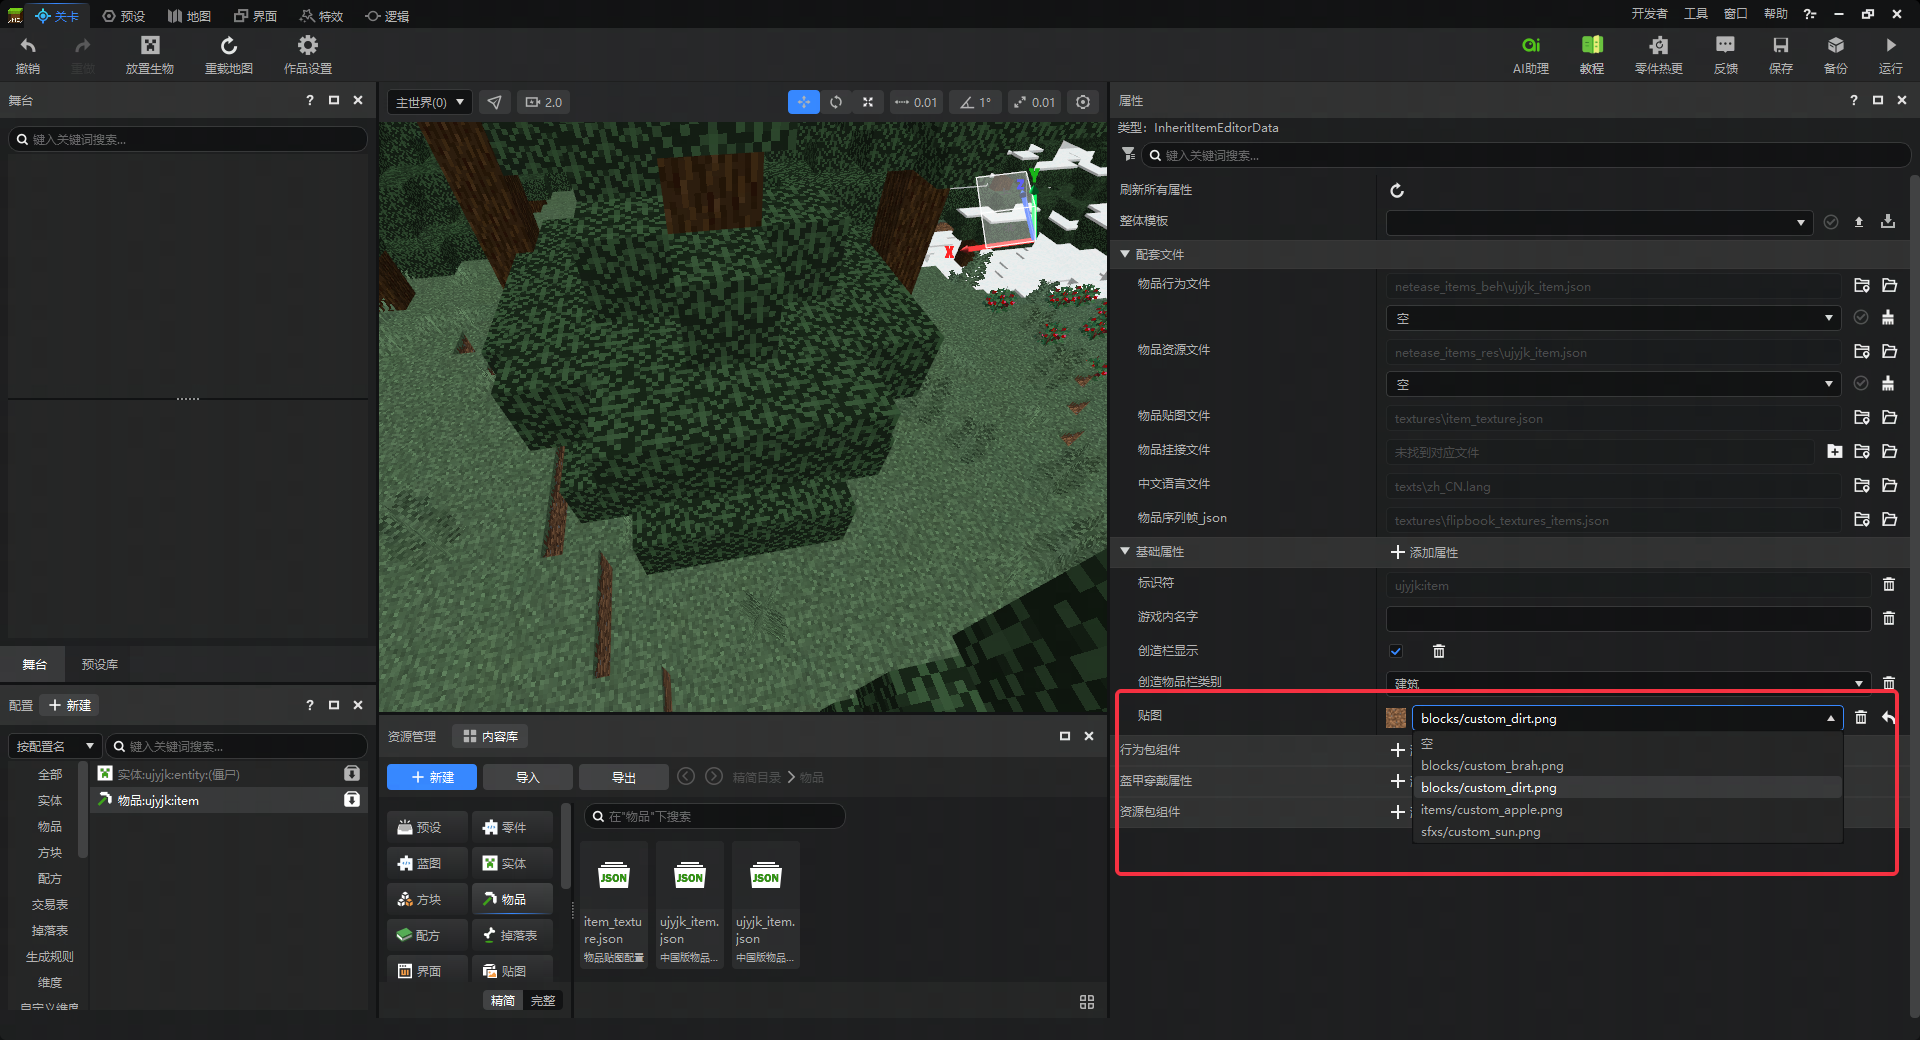 关卡
预设
地图
界面
特效
逻辑
开发者
工具
窗口
帮助
撤销
重做
放置生物
重载地图
作品设置
AI助理
教程
零件热更
反馈
保存
备份
运行
舞台
键入关键词搜索...
舞台
预设库
配置
新建
按配置名
键入关键词搜索...
全部
实体
物品
方块
配方
交易表
掉落表
生成规则
维度
自定义维度
实体:ujyjk:entity:(僵尸)
物品:ujyjk:item
主世界(0)
2.0
0.01
1°
0.01
Y
Z
X
资源管理
内容库
新建
导入
导出
精简目录
物品
预设
零件
蓝图
实体
方块
物品
配方
掉落表
界面
贴图
精简
完整
在"物品"下搜索
JSON
item_textu
re.json
物品贴图配置
JSON
ujyjk_item.
json
中国版物品...
JSON
ujyjk_item.
json
中国版物品...
属性
类型: InheritItemEditorData
键入关键词搜索...
刷新所有属性
整体模板
配套文件
物品行为文件
netease_items_beh\ujyjk_item.json
空
物品资源文件
netease_items_res\ujyjk_item.json
空
物品贴图文件
textures\item_texture.json
物品挂接文件
未找到对应文件
中文语言文件
texts\zh_CN.lang
物品序列帧_json
textures\flipbook_textures_items.json
基础属性
添加属性
标识符
ujyjk:item
游戏内名字
创造栏显示
创造物品栏类别
建筑
贴图
blocks/custom_dirt.png
空
blocks/custom_brah.png
blocks/custom_dirt.png
items/custom_apple.png
sfxs/custom_sun.png
行为包组件
盔甲穿戴属性
资源包组件